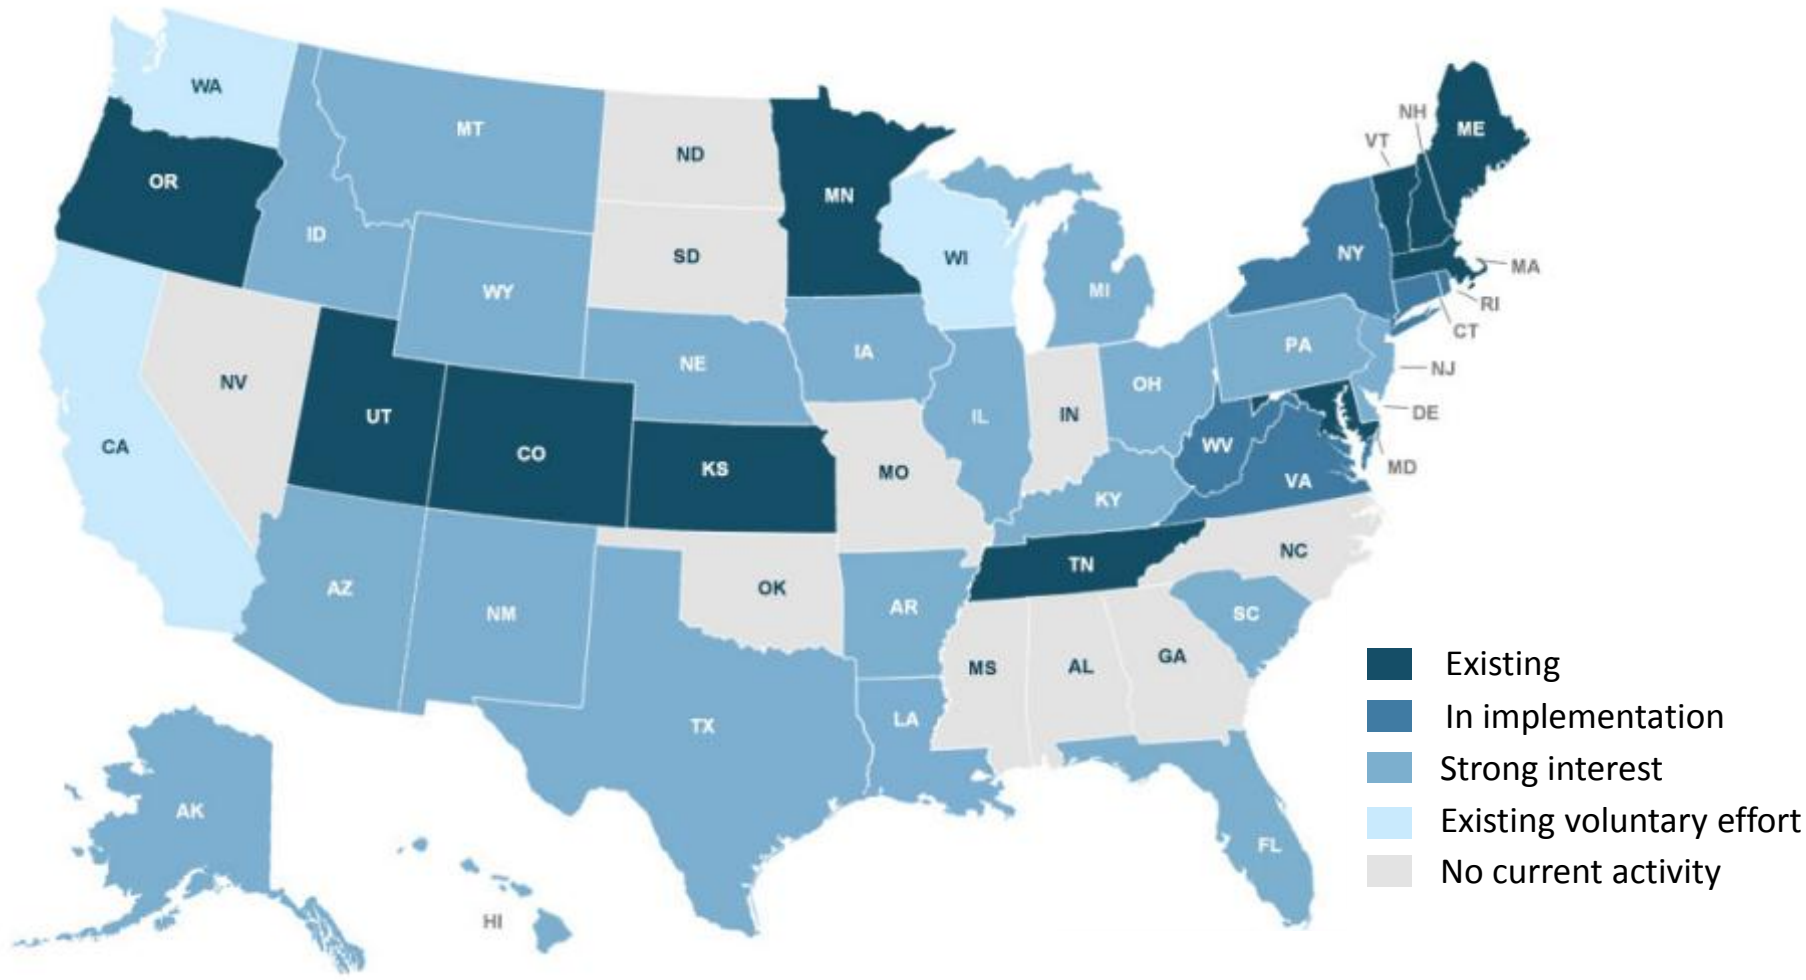 WA
MT
ND
MN
NH
VT
ME
OR
ID
SD
WI
NY
MA
WY
MI
RI
CT
NE
IA
PA
NJ
NV
UT
CO
KS
IL
IN
OH
DE
CA
MO
WV
MD
KY
VA
AZ
NM
OK
AR
TN
NC
SC
MS
AL
GA
TX
LA
FL
AK
HI
Existing
In implementation
Strong interest
Existing voluntary effort
No current activity